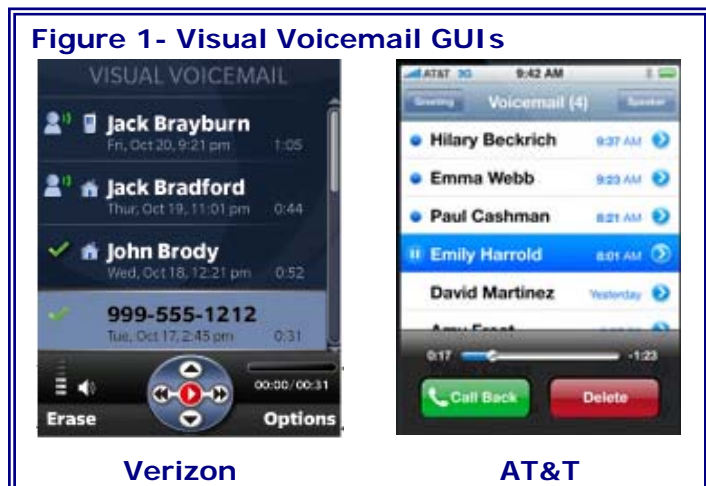 Figure 1- Visual Voicemail GUIs
VISUAL VOICEMAIL
Jack Brayburn
Fri, Oct 20, 9:21 pm 1:05
Jack Bradford
Thur, Oct 19, 11:01 pm 0:44
John Brody
Wed, Oct 18, 12:21 pm 0:52
999-555-1212
Tue, Oct 17, 2:45 pm 0:31
00:00/00:31
Erase Options
Verizon
AT&T 3G 9:42 AM
Greeting Voicemail (4) Speaker
Hilary Beckrich 9:37 AM
Emma Webb 9:23 AM
Paul Cashman 8:21 AM
Emily Harrold 8:01 AM
David Martinez Yesterday
0:17 -1:23
Call Back Delete
AT&T